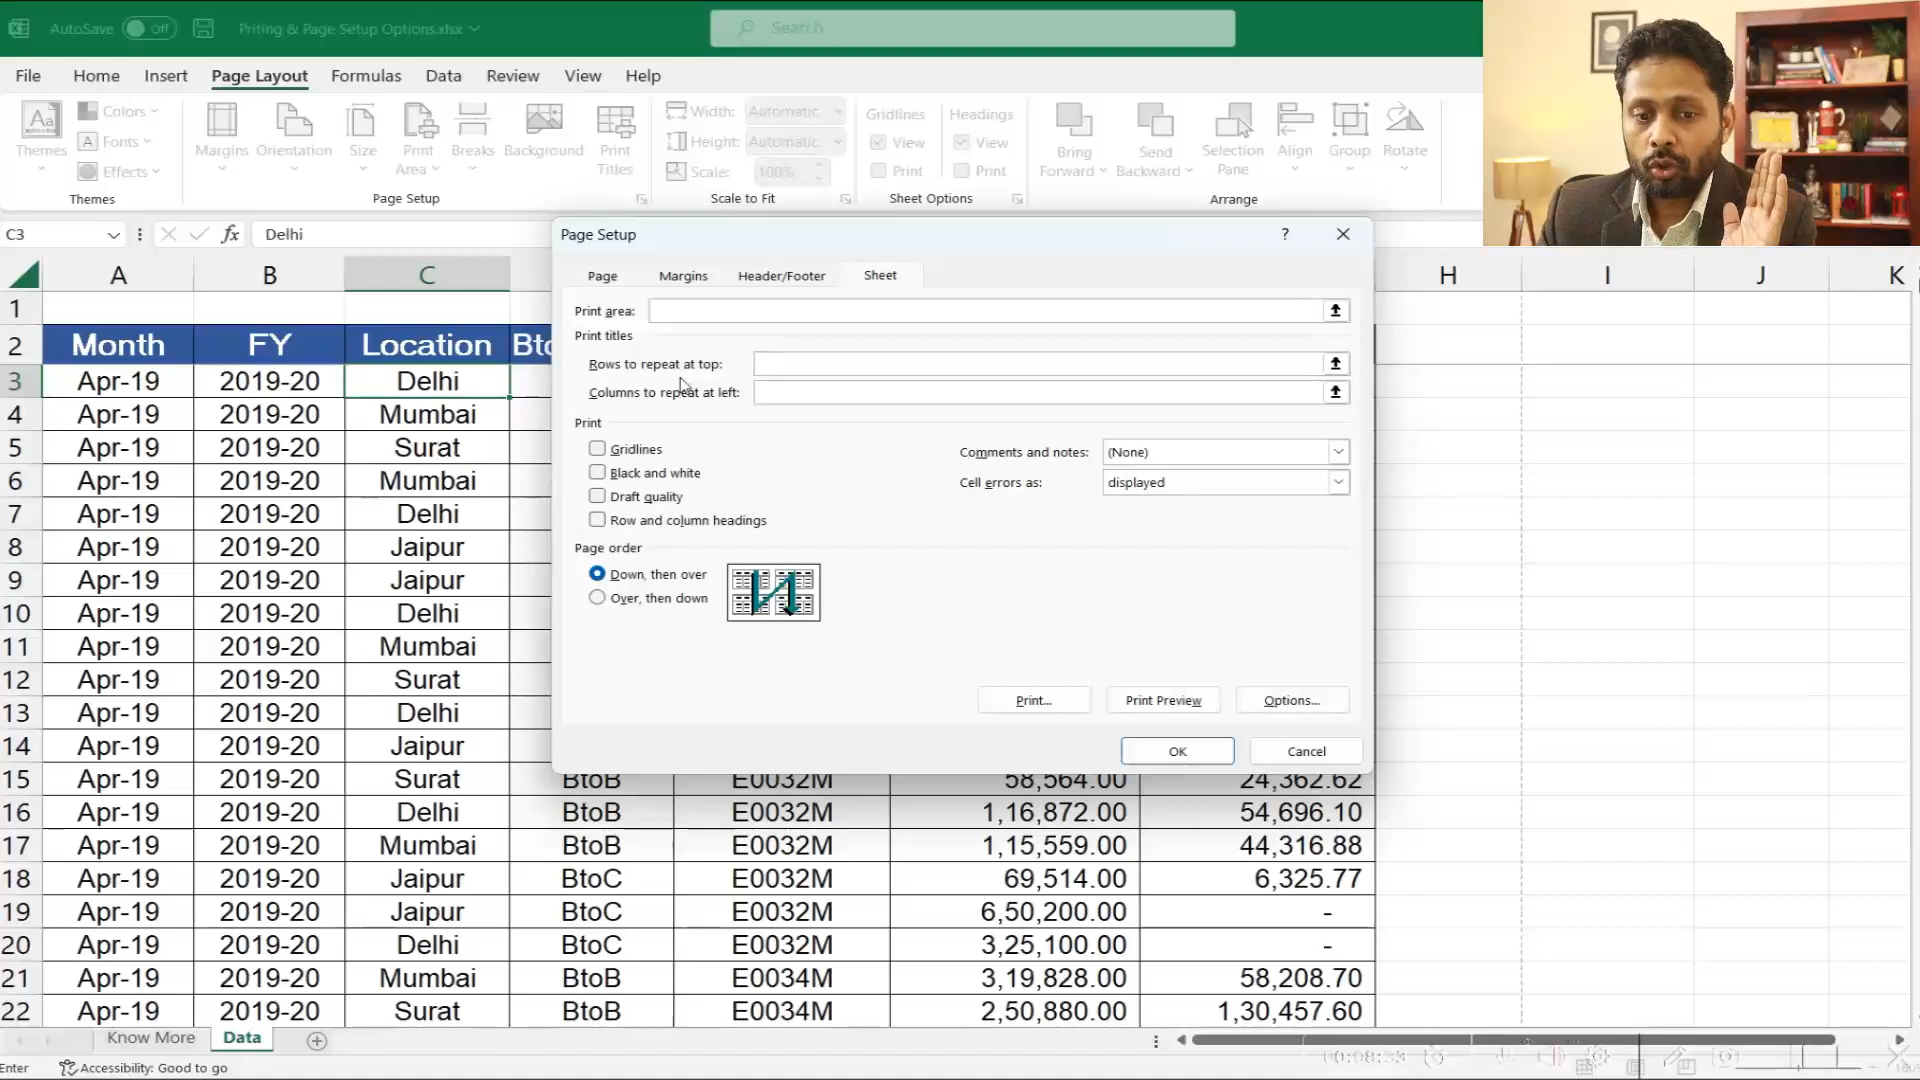 AutoSave Off Priting & Page Setup Options.xlsx Search
File Home Insert Page Layout Formulas Data Review View Help
Aa Colors Width: Automatic Gridlines Headings
A Fonts Height: Automatic View View
Themes Effects Margins Orientation Size Print Area Breaks Background Print Titles Scale: 100% Print Print Bring Forward Send Backward Selection Pane Align Group Rotate
Themes Page Setup Scale to Fit Sheet Options Arrange
C3 fx Delhi
Page Setup ?
A B C H I J K
Page Margins Header/Footer Sheet
Print area:
Print titles
Rows to repeat at top:
Columns to repeat at left:
Print
Gridlines Comments and notes: (None)
Black and white Cell errors as: displayed
Draft quality
Row and column headings
Page order
Down, then over
Over, then down
Print... Print Preview Options...
OK Cancel
1
2 Month FY Location
3 Apr-19 2019-20 Delhi
4 Apr-19 2019-20 Mumbai
5 Apr-19 2019-20 Surat
6 Apr-19 2019-20 Mumbai
7 Apr-19 2019-20 Delhi
8 Apr-19 2019-20 Jaipur
9 Apr-19 2019-20 Jaipur
10 Apr-19 2019-20 Delhi
11 Apr-19 2019-20 Mumbai
12 Apr-19 2019-20 Surat
13 Apr-19 2019-20 Delhi
14 Apr-19 2019-20 Jaipur
15 Apr-19 2019-20 Surat BtoB E0032M 58,564.00 24,362.62
16 Apr-19 2019-20 Delhi BtoB E0032M 1,16,872.00 54,696.10
17 Apr-19 2019-20 Mumbai BtoB E0032M 1,15,559.00 44,316.88
18 Apr-19 2019-20 Jaipur BtoC E0032M 69,514.00 6,325.77
19 Apr-19 2019-20 Jaipur BtoC E0032M 6,50,200.00 -
20 Apr-19 2019-20 Delhi BtoC E0032M 3,25,100.00 -
21 Apr-19 2019-20 Mumbai BtoB E0034M 3,19,828.00 58,208.70
22 Apr-19 2019-20 Surat BtoB E0034M 2,50,880.00 1,30,457.60
Know More Data
Enter Accessibility: Good to go 00:08:33